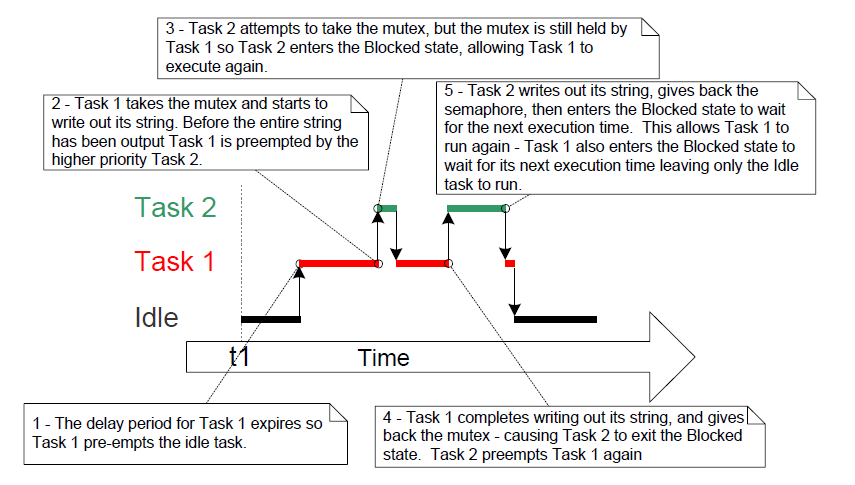 3 - Task 2 attempts to take the mutex, but the mutex is still held by
Task 1 so Task 2 enters the Blocked state, allowing Task 1 to
execute again.
2 - Task 1 takes the mutex and starts to
write out its string. Before the entire string
has been output Task 1 is preempted by the
higher priority Task 2.
5 - Task 2 writes out its string, gives back the
semaphore, then enters the Blocked state to wait
for the next execution time.  This allows Task 1 to
run again - Task 1 also enters the Blocked state to
wait for its next execution time leaving only the Idle
task to run.
Task 2
Task 1
Idle
t1
Time
1 - The delay period for Task 1 expires so
Task 1 pre-empts the idle task.
4 - Task 1 completes writing out its string, and gives
back the mutex - causing Task 2 to exit the Blocked
state.  Task 2 preempts Task 1 again